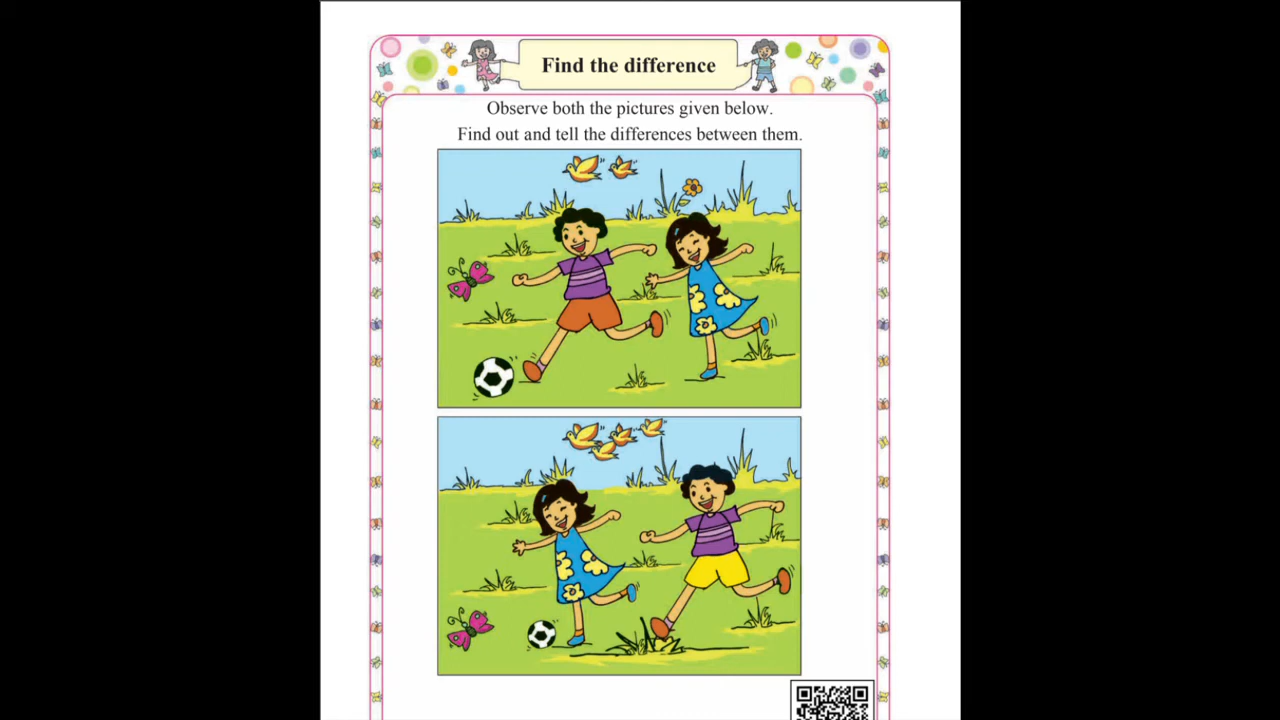 Find the difference
Observe both the pictures given below.
Find out and tell the differences between them.